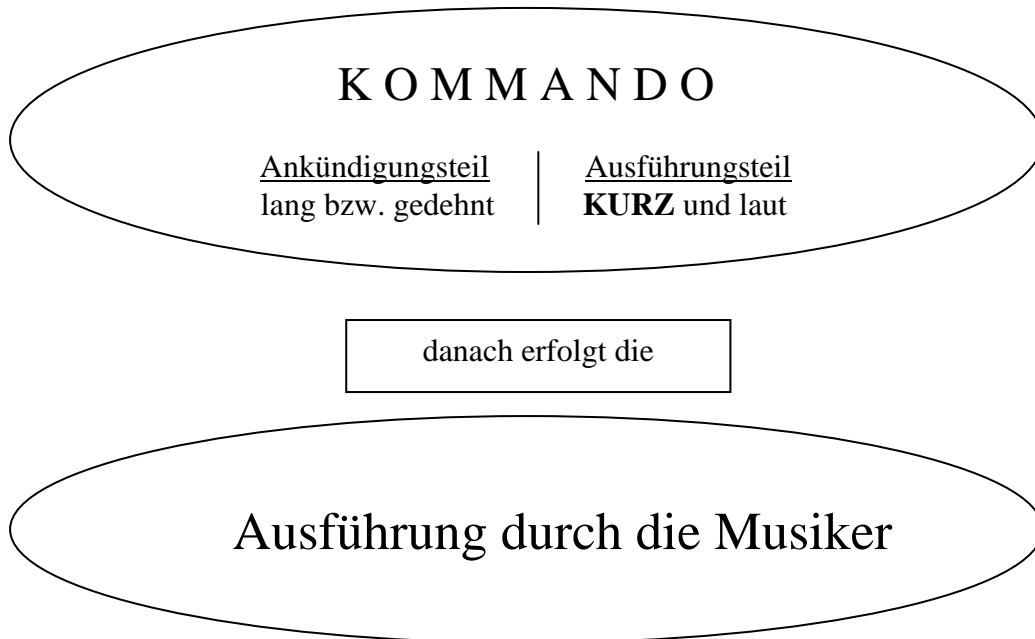 K O M M A N D O
Ankündigungsteil Ausführungsteil
lang bzw. gedehnt KURZ und laut
danach erfolgt die
Ausführung durch die Musiker